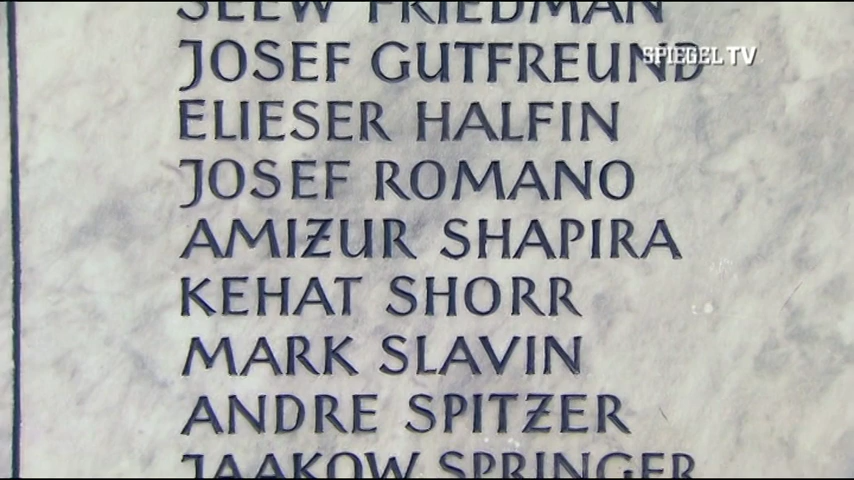 SEEW FRIEDMAN
JOSEF GUTFREUND
SPIEGEL TV
ELIESER HALFIN
JOSEF ROMANO
AMIZUR SHAPIRA
KEHAT SHORR
MARK SLAVIN
ANDRE SPITZER
JAAKOW SPRINGER